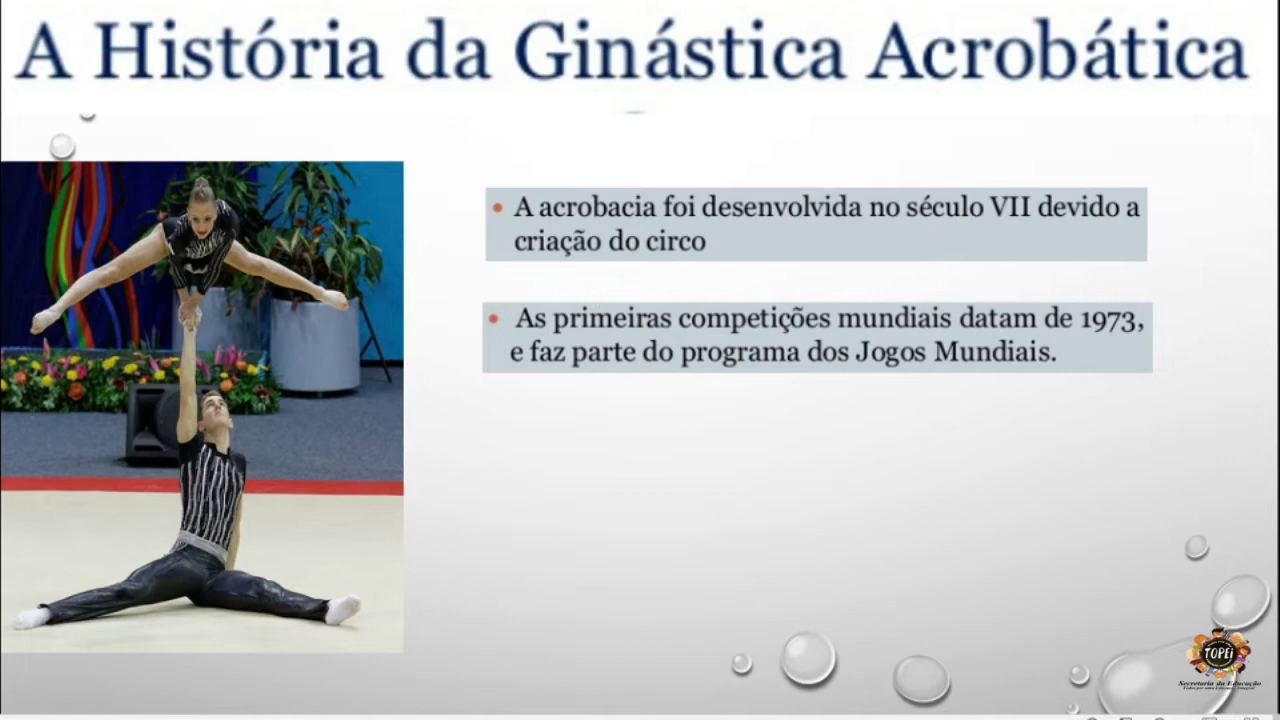 A História da Ginástica Acrobática
• A acrobacia foi desenvolvida no século VII devido a
criação do circo
• As primeiras competições mundiais datam de 1973,
e faz parte do programa dos Jogos Mundiais.
TOPEi
Secretaria da Educação